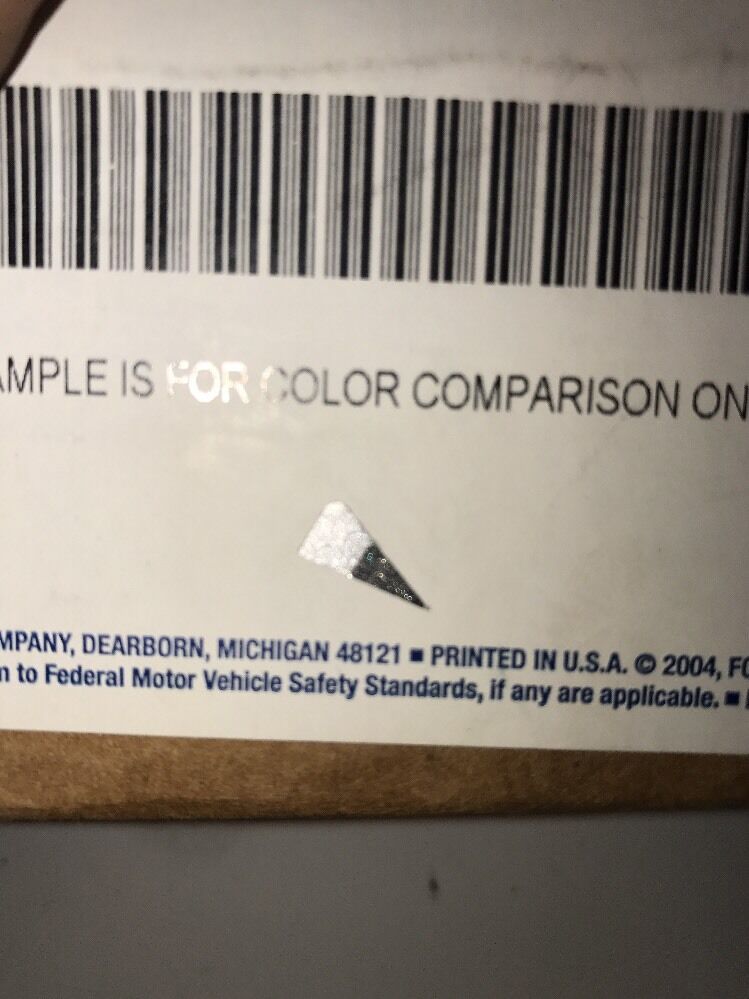 AMPLE IS FOR COLOR COMPARISON ON
MPANY, DEARBORN, MICHIGAN 48121 ■ PRINTED IN U.S.A. © 2004, FO
m to Federal Motor Vehicle Safety Standards, if any are applicable. ■